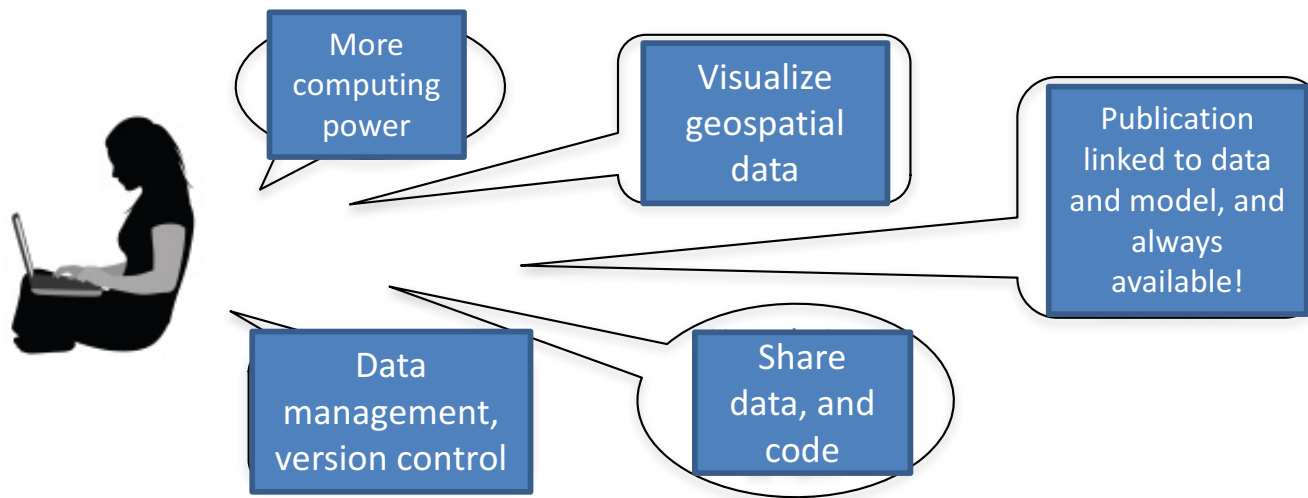 More
computing
power
Visualize
geospatial
data
Publication
linked to data
and model, and
always
available!
Data
management,
version control
Share
data, and
code